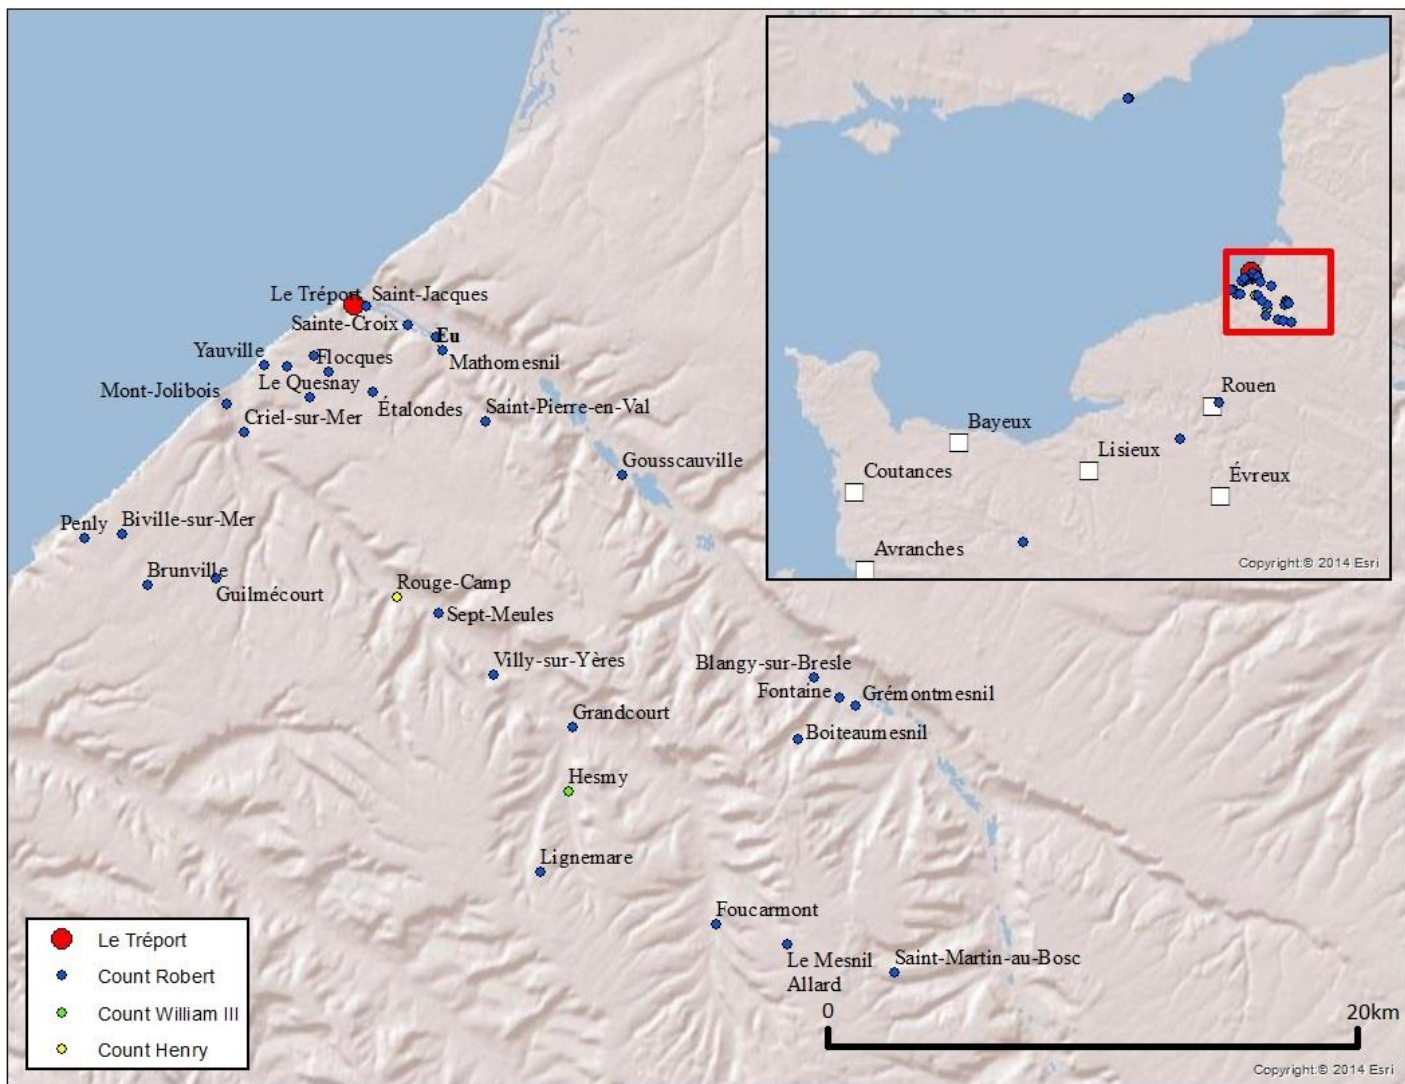 Le Tréport
Saint-Jacques
Sainte-Croix
Eu
Yauville
Flocques
Mathomesnil
Le Quesnay
Mont-Jolibois
Étalondes
Saint-Pierre-en-Val
Criel-sur-Mer
Gousscauville
Penly
Biville-sur-Mer
Brunville
Guilmécourt
Rouge-Camp
Sept-Meules
Villy-sur-Yères
Blangy-sur-Bresle
Fontaine
Grémontmesnil
Grandcourt
Boiteaumesnil
Hesmy
Lignemare
Foucarmont
Le Mesnil
Allard
Saint-Martin-au-Bosc
Rouen
Bayeux
Lisieux
Coutances
Évreux
Avranches
Copyright:© 2014 Esri
Le Tréport
Count Robert
Count William III
Count Henry
0
20km
Copyright:© 2014 Esri